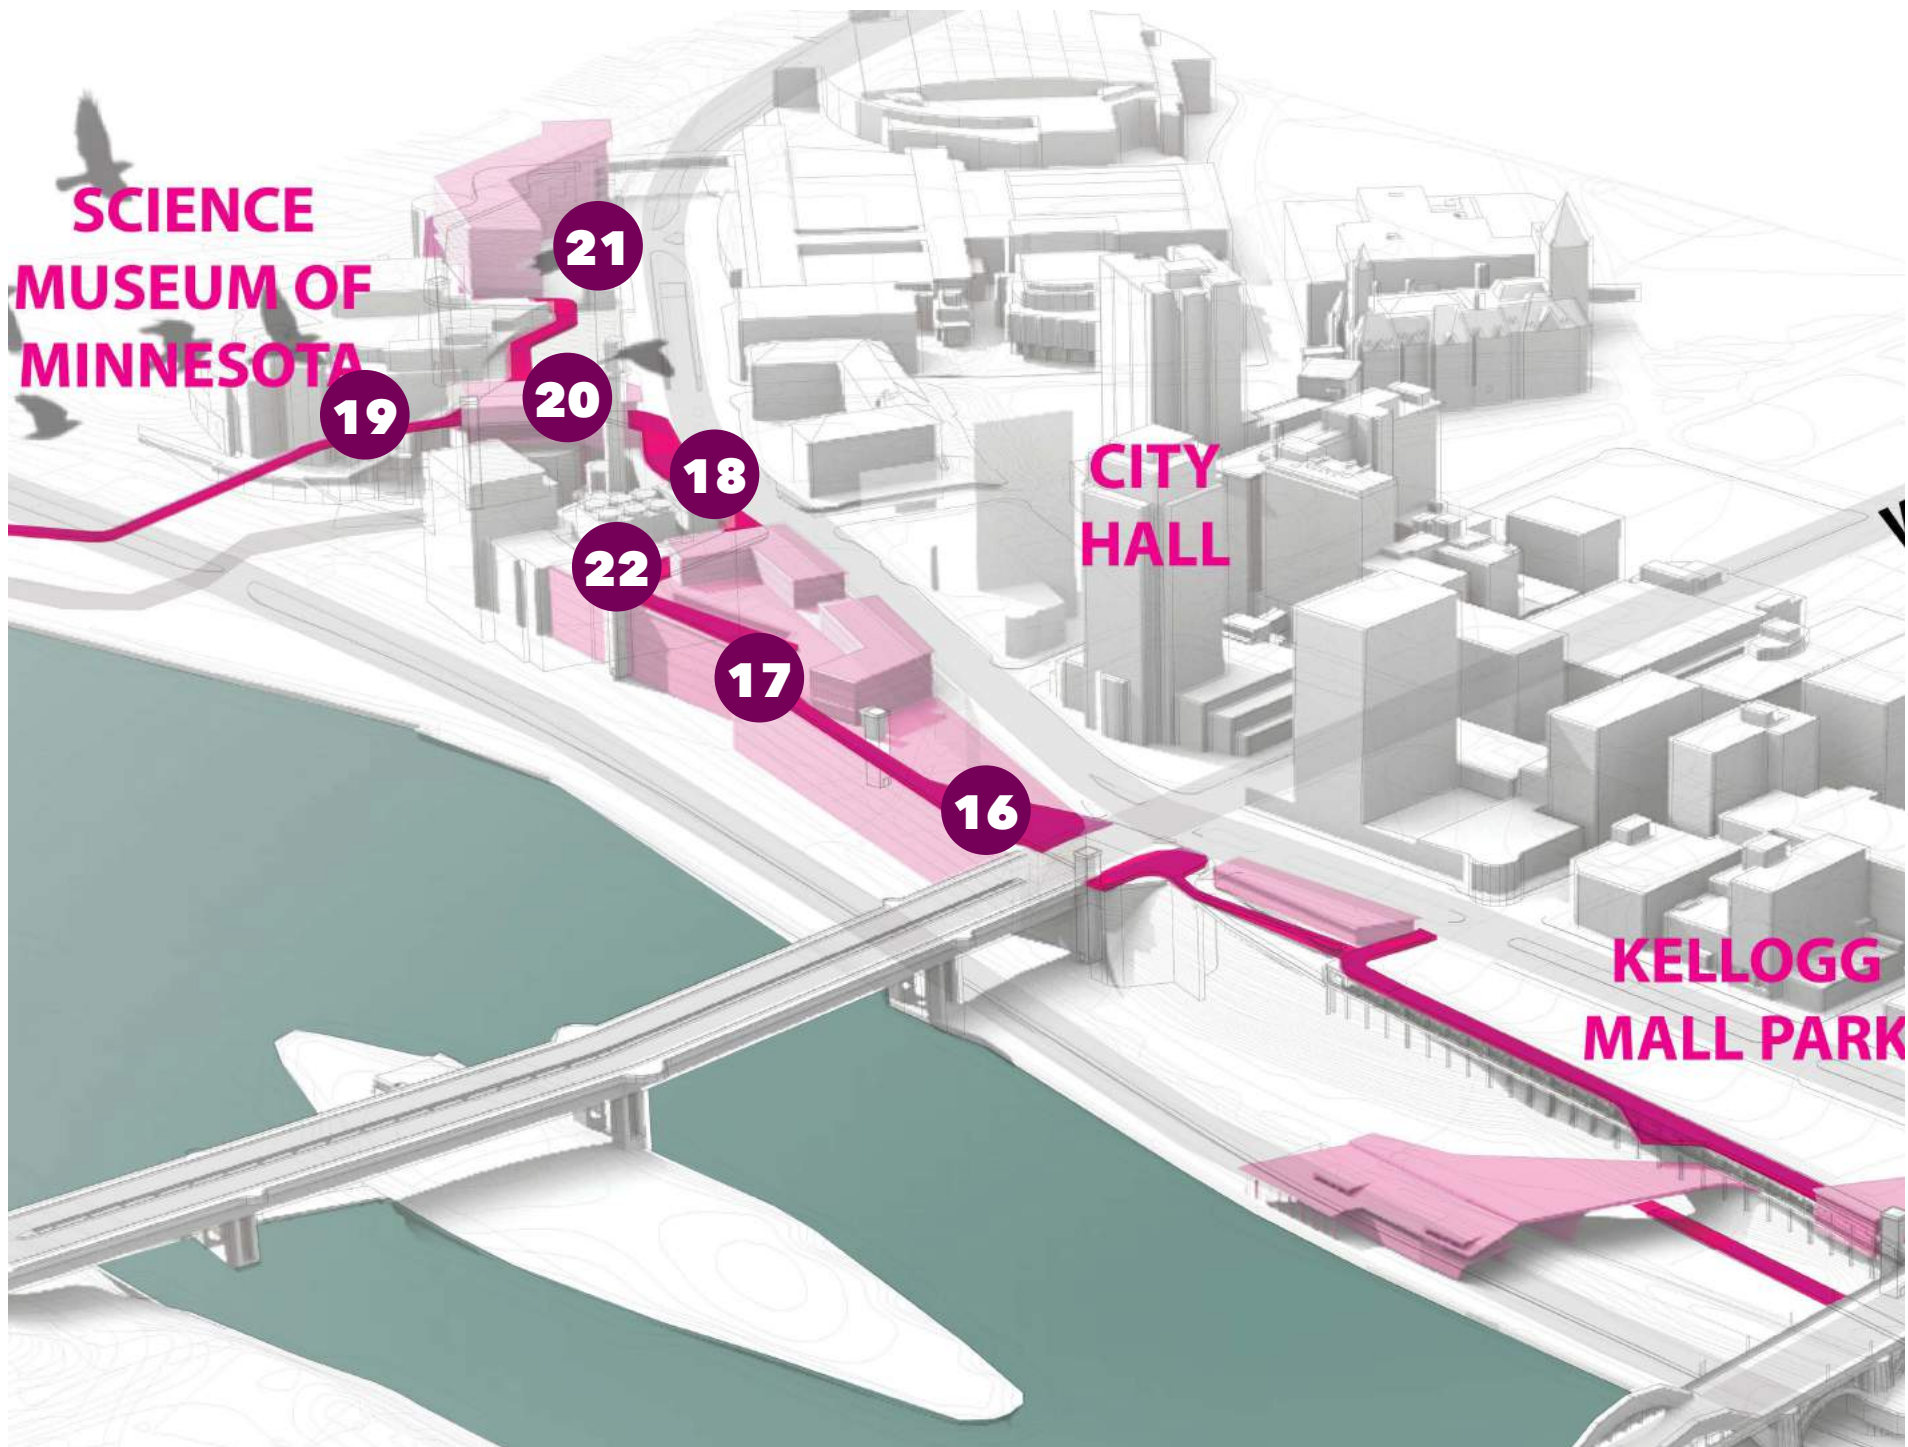 SCIENCE
MUSEUM OF
MINNESOTA
21
20
19
18
22
17
16
CITY
HALL
KELLOGG
MALL PARK